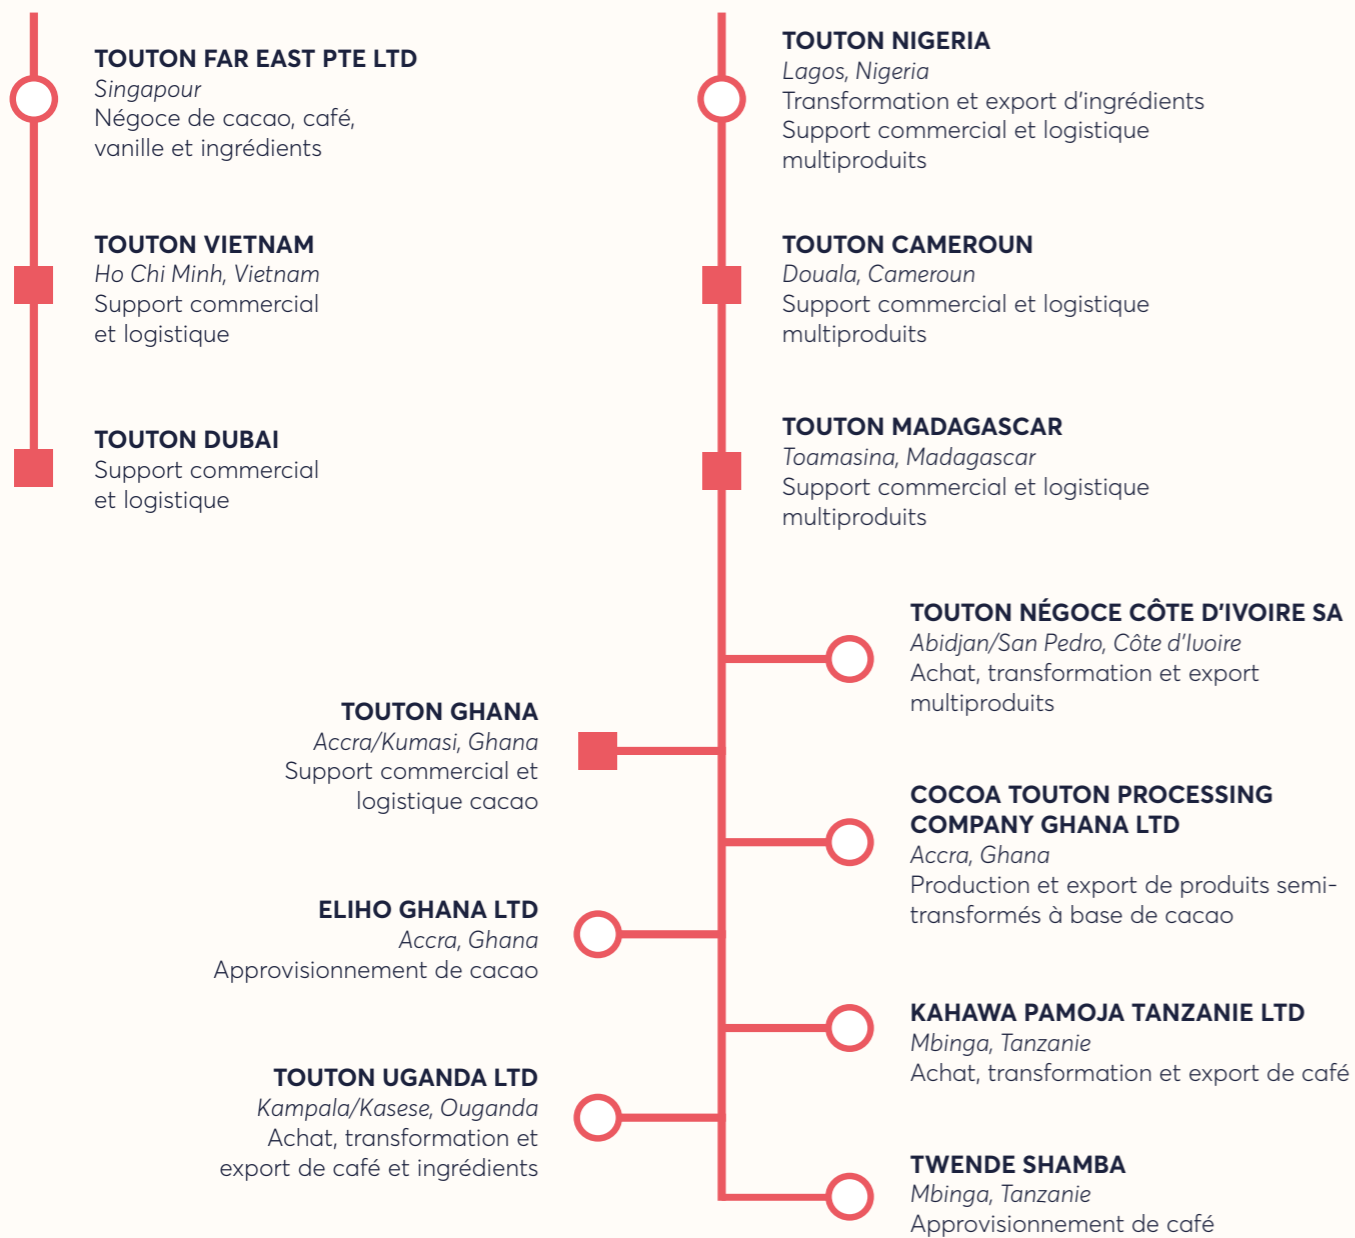 TOUTON FAR EAST PTE LTD
Singapour
Négoce de cacao, café,
vanille et ingrédients
TOUTON VIETNAM
Ho Chi Minh, Vietnam
Support commercial
et logistique
TOUTON DUBAI
Support commercial
et logistique
TOUTON NIGERIA
Lagos, Nigeria
Transformation et export d'ingrédients
Support commercial et logistique
multiproduits
TOUTON CAMEROUN
Douala, Cameroun
Support commercial et logistique
multiproduits
TOUTON MADAGASCAR
Toamasina, Madagascar
Support commercial et logistique
multiproduits
TOUTON NÉGOCE CÔTE D'IVOIRE SA
Abidjan/San Pedro, Côte d'Ivoire
Achat, transformation et export
multiproduits
TOUTON GHANA
Accra/Kumasi, Ghana
Support commercial et
logistique cacao
COCOA TOUTON PROCESSING
COMPANY GHANA LTD
Accra, Ghana
Production et export de produits semi-
transformés à base de cacao
ELIHO GHANA LTD
Accra, Ghana
Approvisionnement de cacao
KAHAWA PAMOJA TANZANIE LTD
Mbinga, Tanzanie
Achat, transformation et export de café
TOUTON UGANDA LTD
Kampala/Kasese, Ouganda
Achat, transformation et
export de café et ingrédients
TWENDE SHAMBA
Mbinga, Tanzanie
Approvisionnement de café